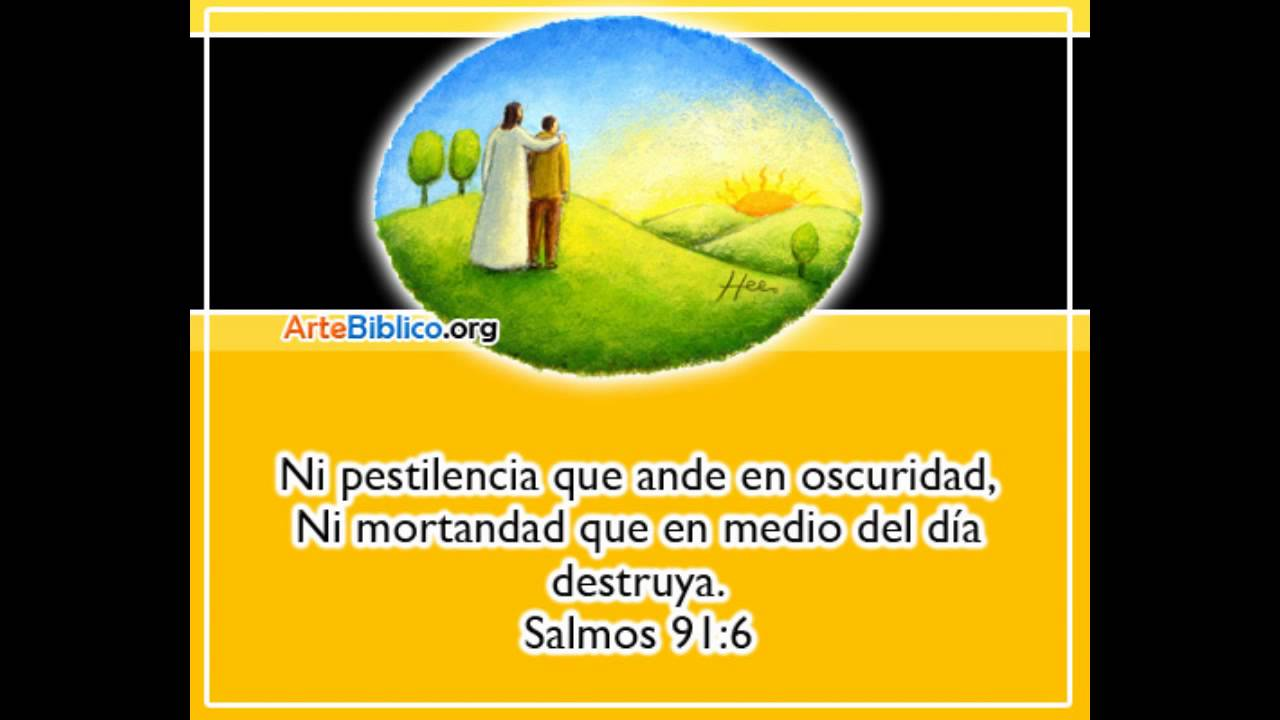 ArteBiblico.org
Ni pestilencia que ande en oscuridad,
Ni mortandad que en medio del día
destruya.
Salmos 91:6